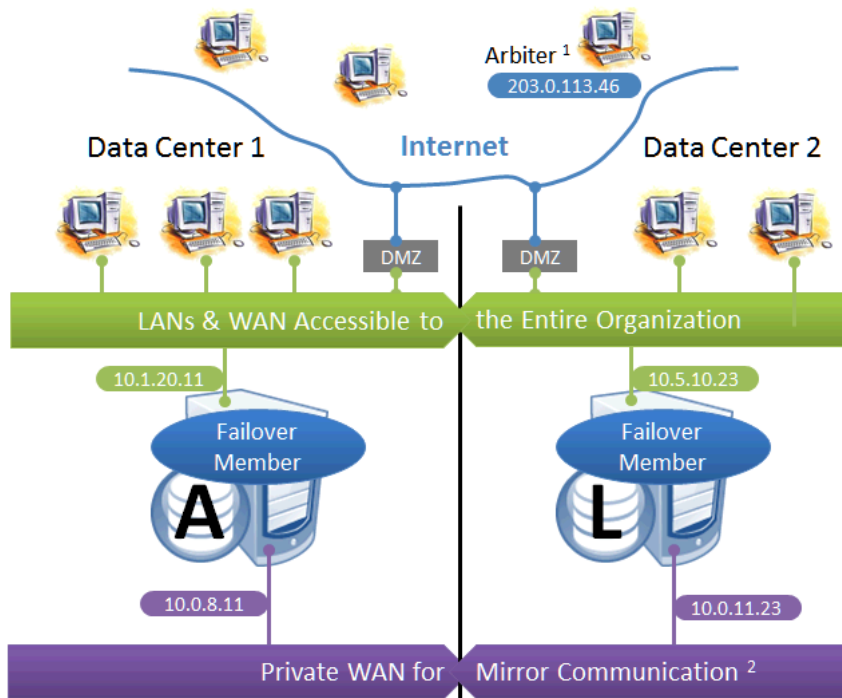 Arbiter 1
203.0.113.46
Data Center 1
Internet
Data Center 2
DMZ
DMZ
LANs & WAN Accessible to the Entire Organization
10.1.20.11
10.5.10.23
Failover
Member
A
Failover
Member
L
10.0.8.11
10.0.11.23
Private WAN for Mirror Communication 2